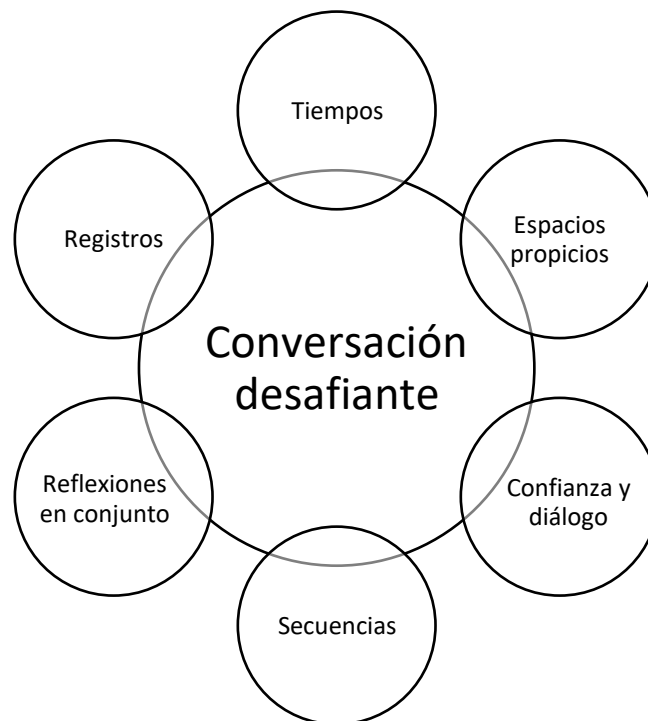 Tiempos
Espacios
propicios
Confianza y
diálogo
Secuencias
Reflexiones
en conjunto
Registros
Conversación
desafiante